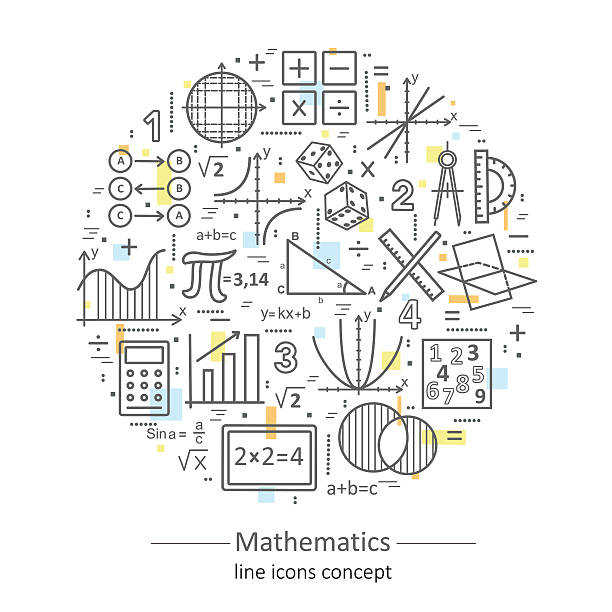 + −
× ÷
+
=
y
x
1
A B
C B
C A
√2
y
x
x
2
a+b=c
+
y
x
π=3,14
B
a c
C a A
b
÷
−
y=kx+b
4
−
+
÷
3
√2
y
x
1 2 3
4 5
6 7 8 9
=
Sina = a/c
√x
2×2=4
a+b=c
Mathematics
line icons concept